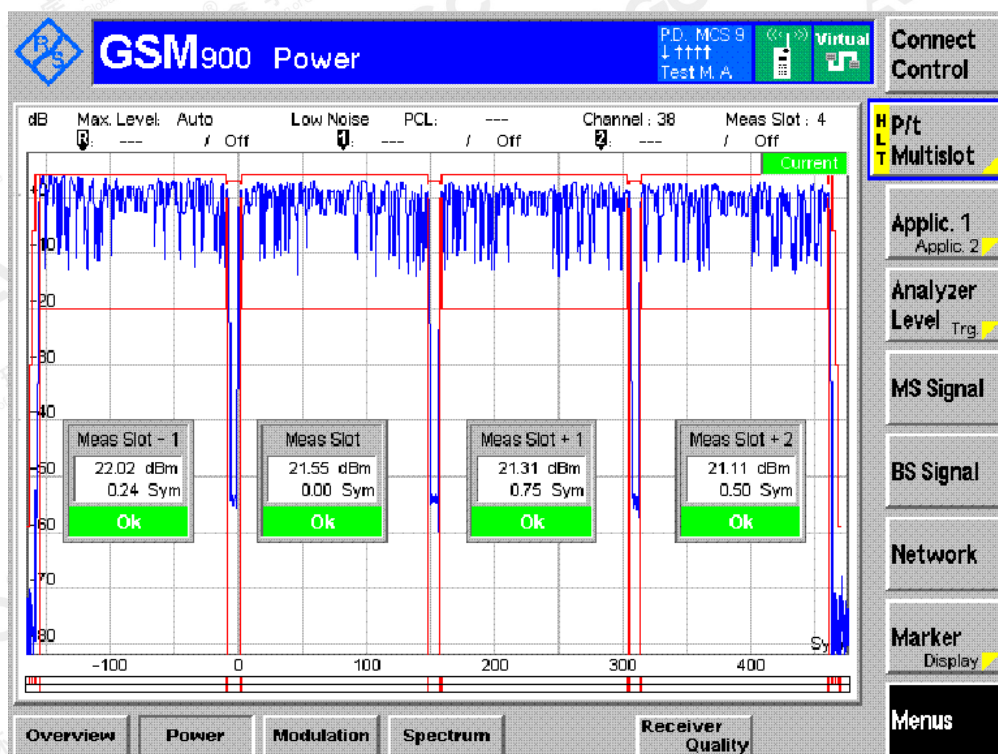 R/S
GSM900 Power
P.D. MCS 9
↓ ↑↑↑↑
Test M. A
Virtual
Connect
Control
dB Max. Level: Auto Low Noise PCL: --- Channel : 38 Meas Slot : 4
R: --- / Off 1: --- / Off 2: --- / Off
HLT
P/t
Multislot
Current
Applic. 1
Applic. 2
Analyzer
Level Trg.
MS Signal
BS Signal
Network
Marker
Display
Menus
-10
-20
-30
-40
-50
-60
-70
-80
Meas Slot - 1
22.02 dBm
0.24 Sym
Ok
Meas Slot
21.55 dBm
0.00 Sym
Ok
Meas Slot + 1
21.31 dBm
0.75 Sym
Ok
Meas Slot + 2
21.11 dBm
0.50 Sym
Ok
Sy
-100 0 100 200 300 400
Overview Power Modulation Spectrum Receiver
Quality